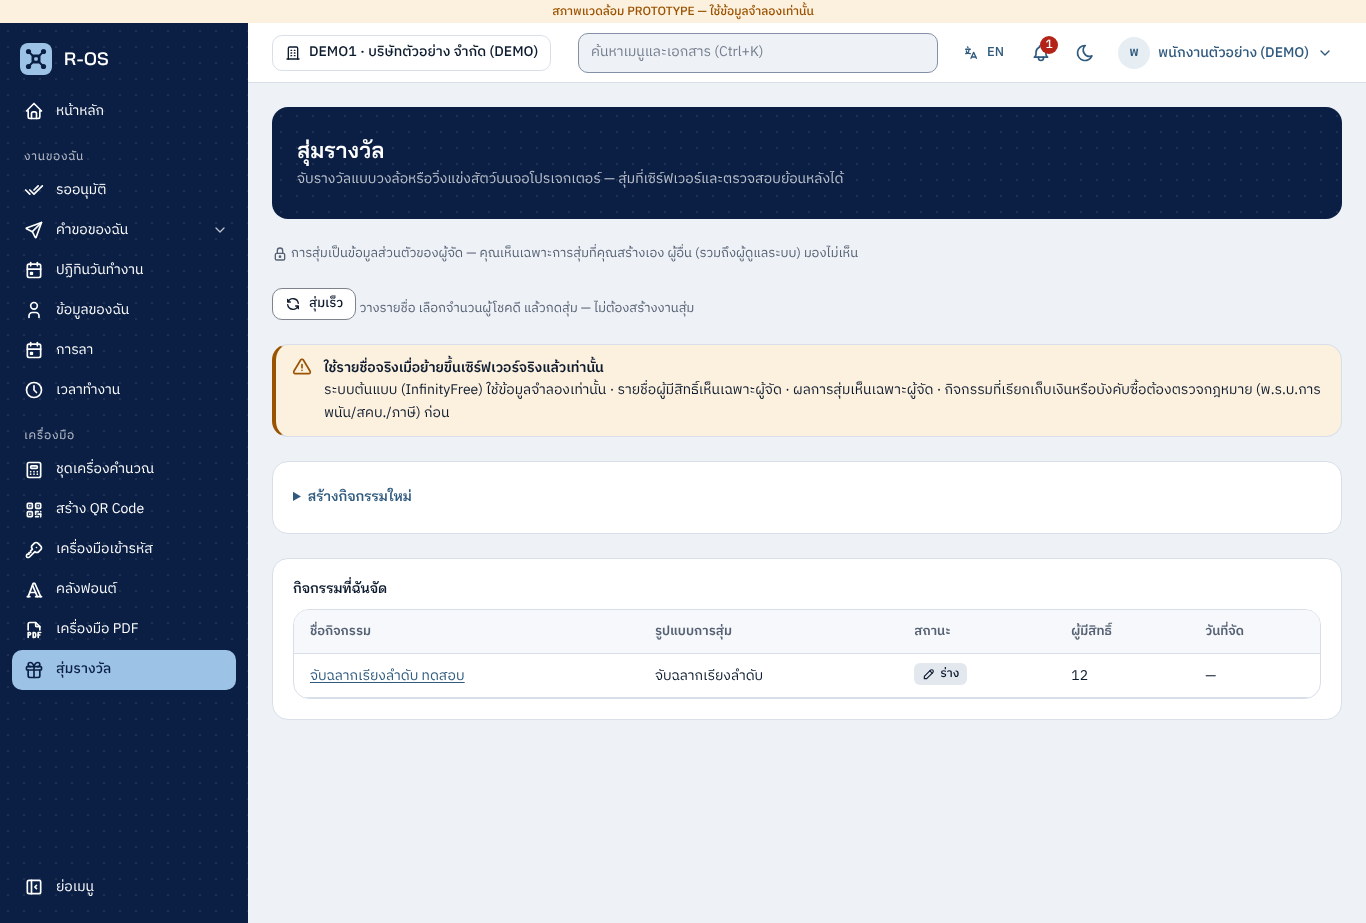 สภาพแวดล้อม PROTOTYPE — ใช้ข้อมูลจำลองเท่านั้น
R-OS
DEMO1 · บริษัทตัวอย่าง จำกัด (DEMO)
ค้นหาเมนูและเอกสาร (Ctrl+K)
EN
1
พ
พนักงานตัวอย่าง (DEMO)
หน้าหลัก
งานของฉัน
รออนุมัติ
คำขอของฉัน
ปฏิทินวันทำงาน
ข้อมูลของฉัน
การลา
เวลาทำงาน
เครื่องมือ
ชุดเครื่องคำนวณ
สร้าง QR Code
เครื่องมือเข้ารหัส
คลังฟอนต์
เครื่องมือ PDF
สุ่มรางวัล
ย่อเมนู
สุ่มรางวัล
จับรางวัลแบบวงล้อหรือวิ่งแข่งสัตว์บนจอโปรเจกเตอร์ — สุ่มที่เซิร์ฟเวอร์และตรวจสอบย้อนหลังได้
การสุ่มเป็นข้อมูลส่วนตัวของผู้จัด — คุณเห็นเฉพาะการสุ่มที่คุณสร้างเอง ผู้อื่น (รวมถึงผู้ดูแลระบบ) มองไม่เห็น
สุ่มเร็ว วางรายชื่อ เลือกจำนวนผู้โชคดี แล้วกดสุ่ม — ไม่ต้องสร้างงานสุ่ม
ใช้รายชื่อจริงเมื่อย้ายขึ้นเซิร์ฟเวอร์จริงแล้วเท่านั้น
ระบบต้นแบบ (InfinityFree) ใช้ข้อมูลจำลองเท่านั้น · รายชื่อผู้มีสิทธิ์เห็นเฉพาะผู้จัด · ผลการสุ่มเห็นเฉพาะผู้จัด · กิจกรรมที่เรียกเก็บเงินหรือบังคับซื้อต้องตรวจกฎหมาย (พ.ร.บ.การ
พนัน/สคบ./ภาษี) ก่อน
สร้างกิจกรรมใหม่
กิจกรรมที่ฉันจัด
ชื่อกิจกรรม รูปแบบการสุ่ม สถานะ ผู้มีสิทธิ์ วันที่จัด
จับฉลากเรียงลำดับ ทดสอบ จับฉลากเรียงลำดับ ร่าง 12 —